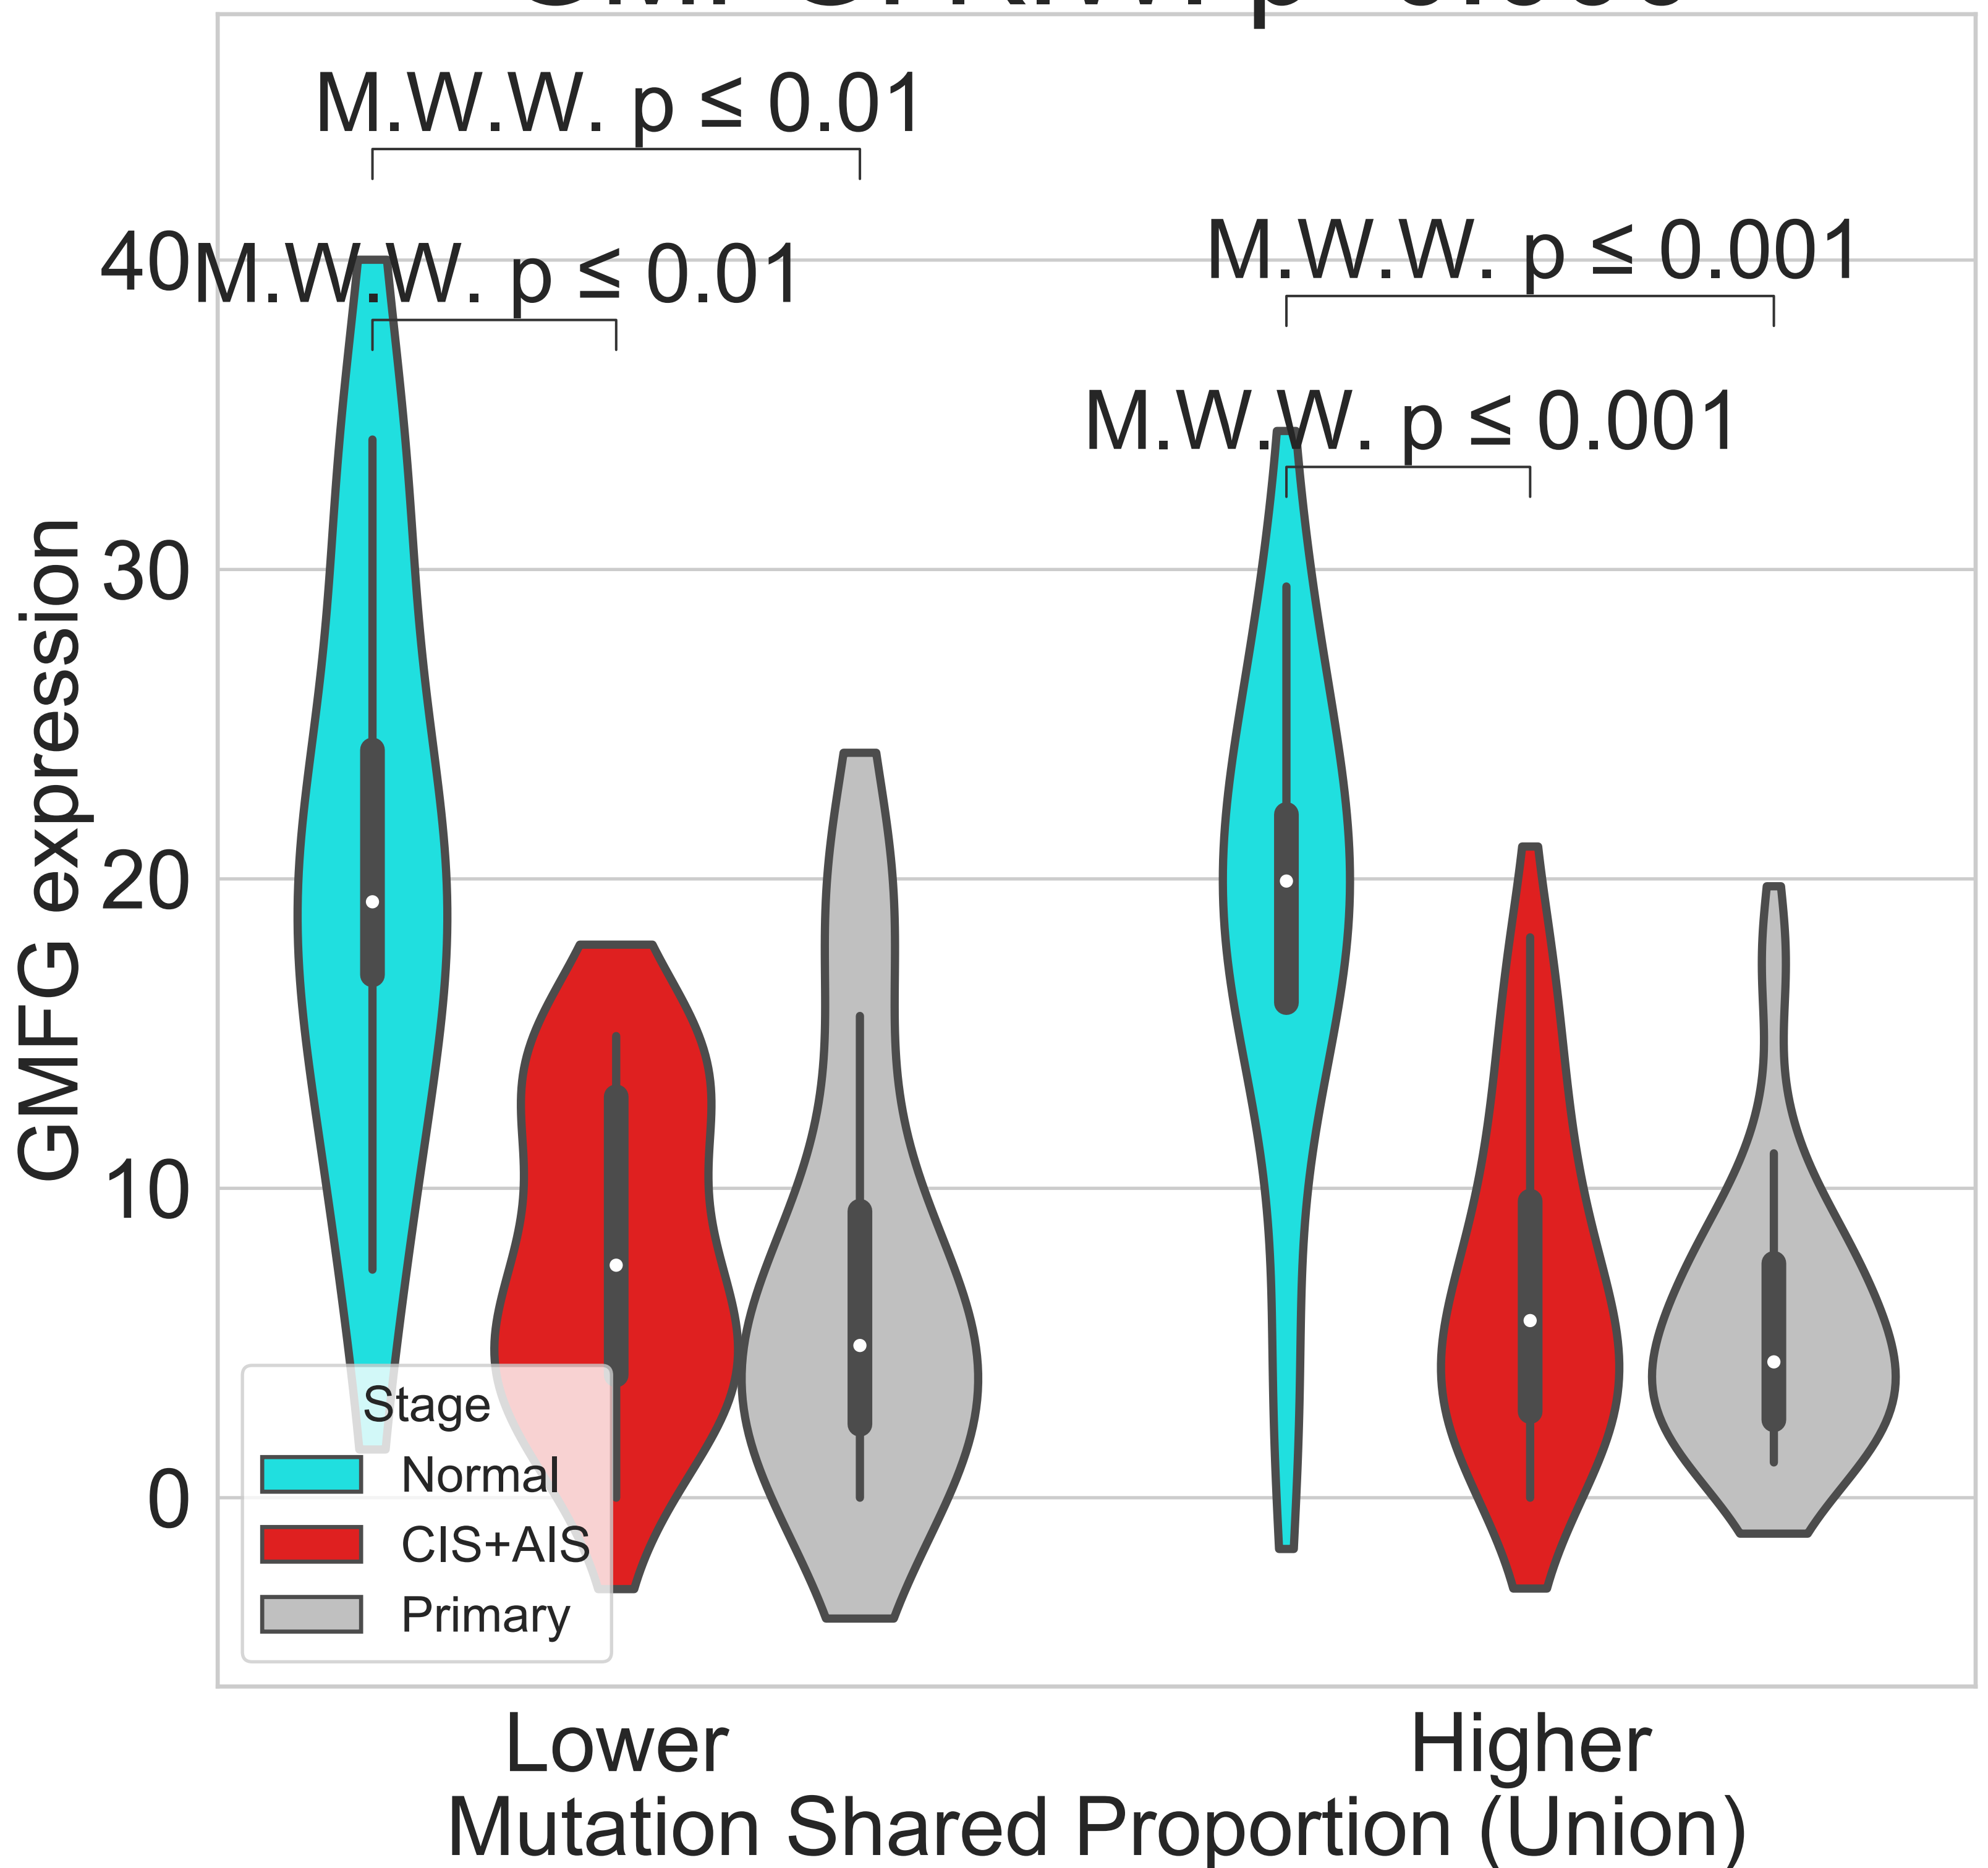 M.W.W. p ≤ 0.01
M.W.W. p ≤ 0.01
M.W.W. p ≤ 0.001
M.W.W. p ≤ 0.001
40
30
20
10
0
GMFG expression
Stage
Normal
CIS+AIS
Primary
Lower
Higher
Mutation Shared Proportion (Union)